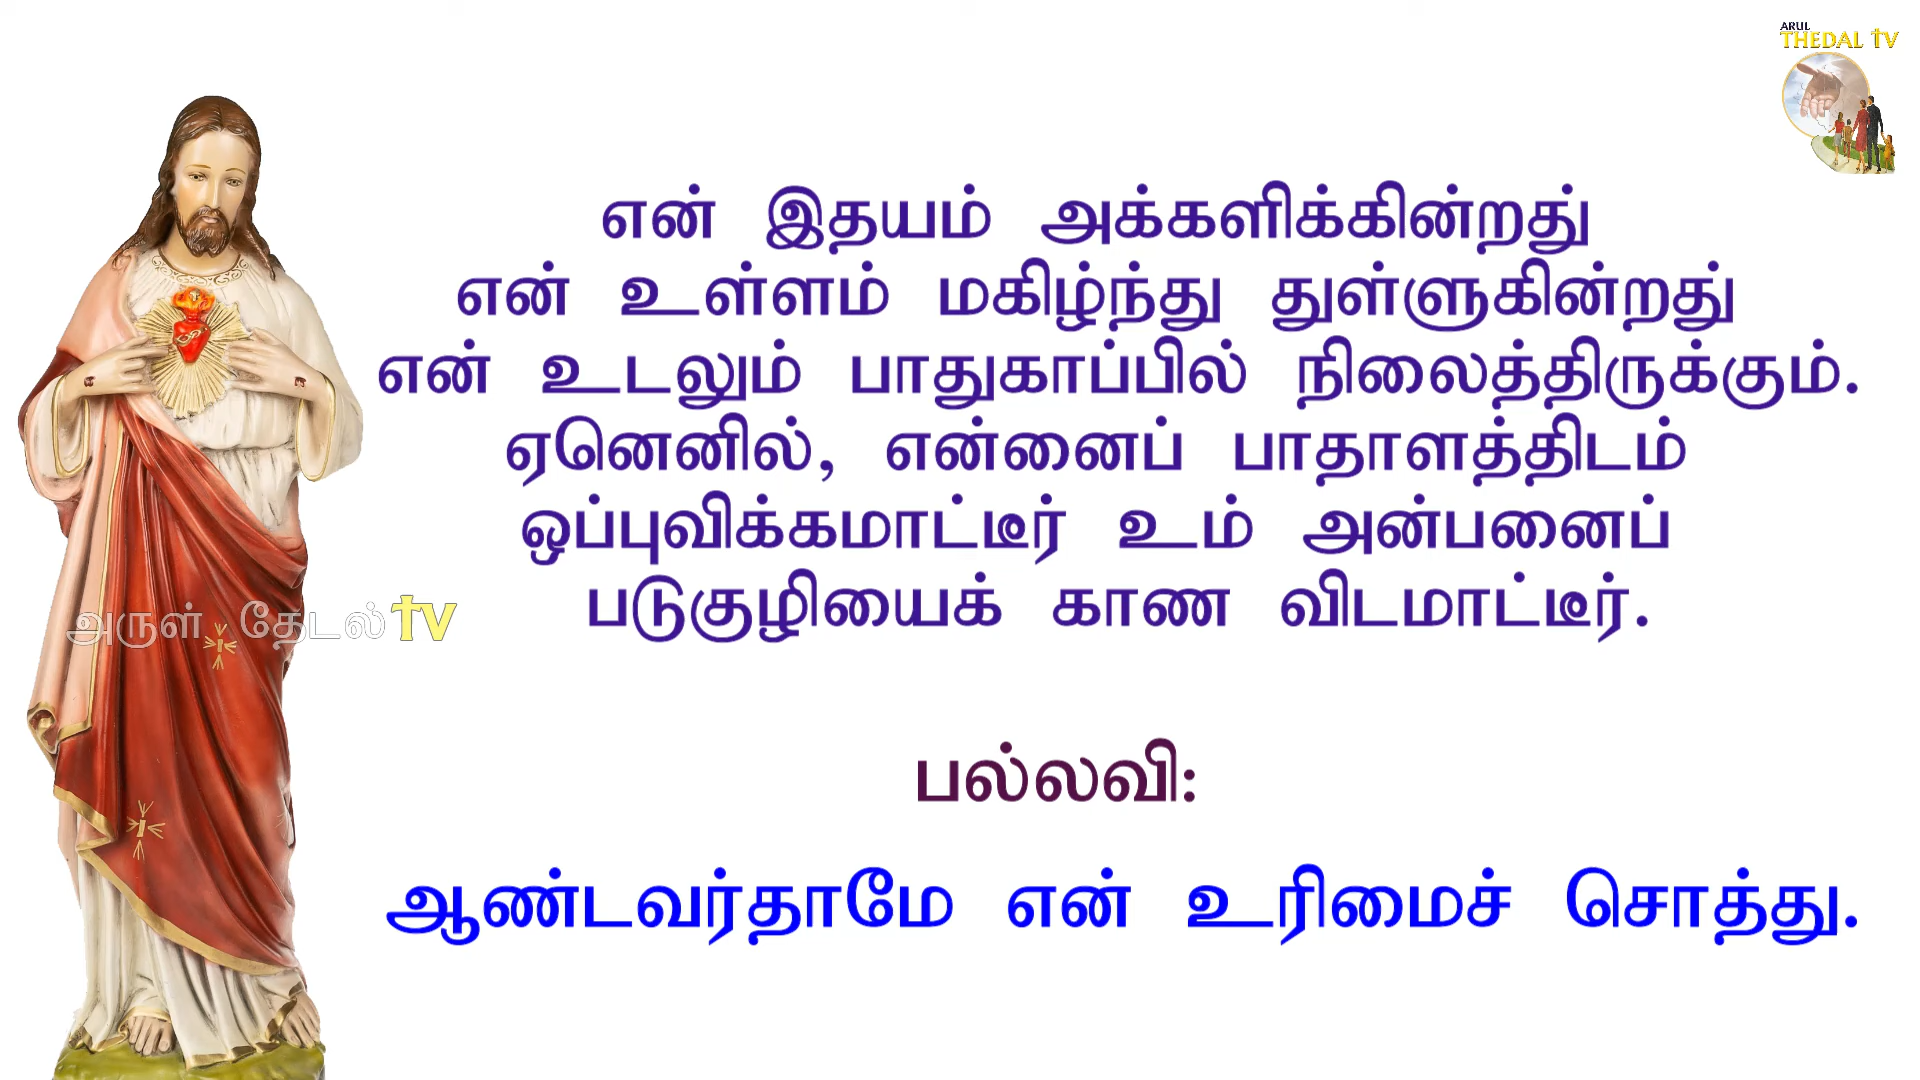 ARUL
THEDAL TV
என் இதயம் அக்களிக்கின்றது
என் உள்ளம் மகிழ்ந்து துள்ளுகின்றது
என் உடலும் பாதுகாப்பில் நிலைத்திருக்கும்.
ஏனெனில், என்னைப் பாதாளத்திடம்
ஒப்புவிக்கமாட்டீர் உம் அன்பனைப்
படுகுழியைக் காண விடமாட்டீர்.
அருள் தேடல் TV
பல்லவி:
ஆண்டவர்தாமே என் உரிமைச் சொத்து.